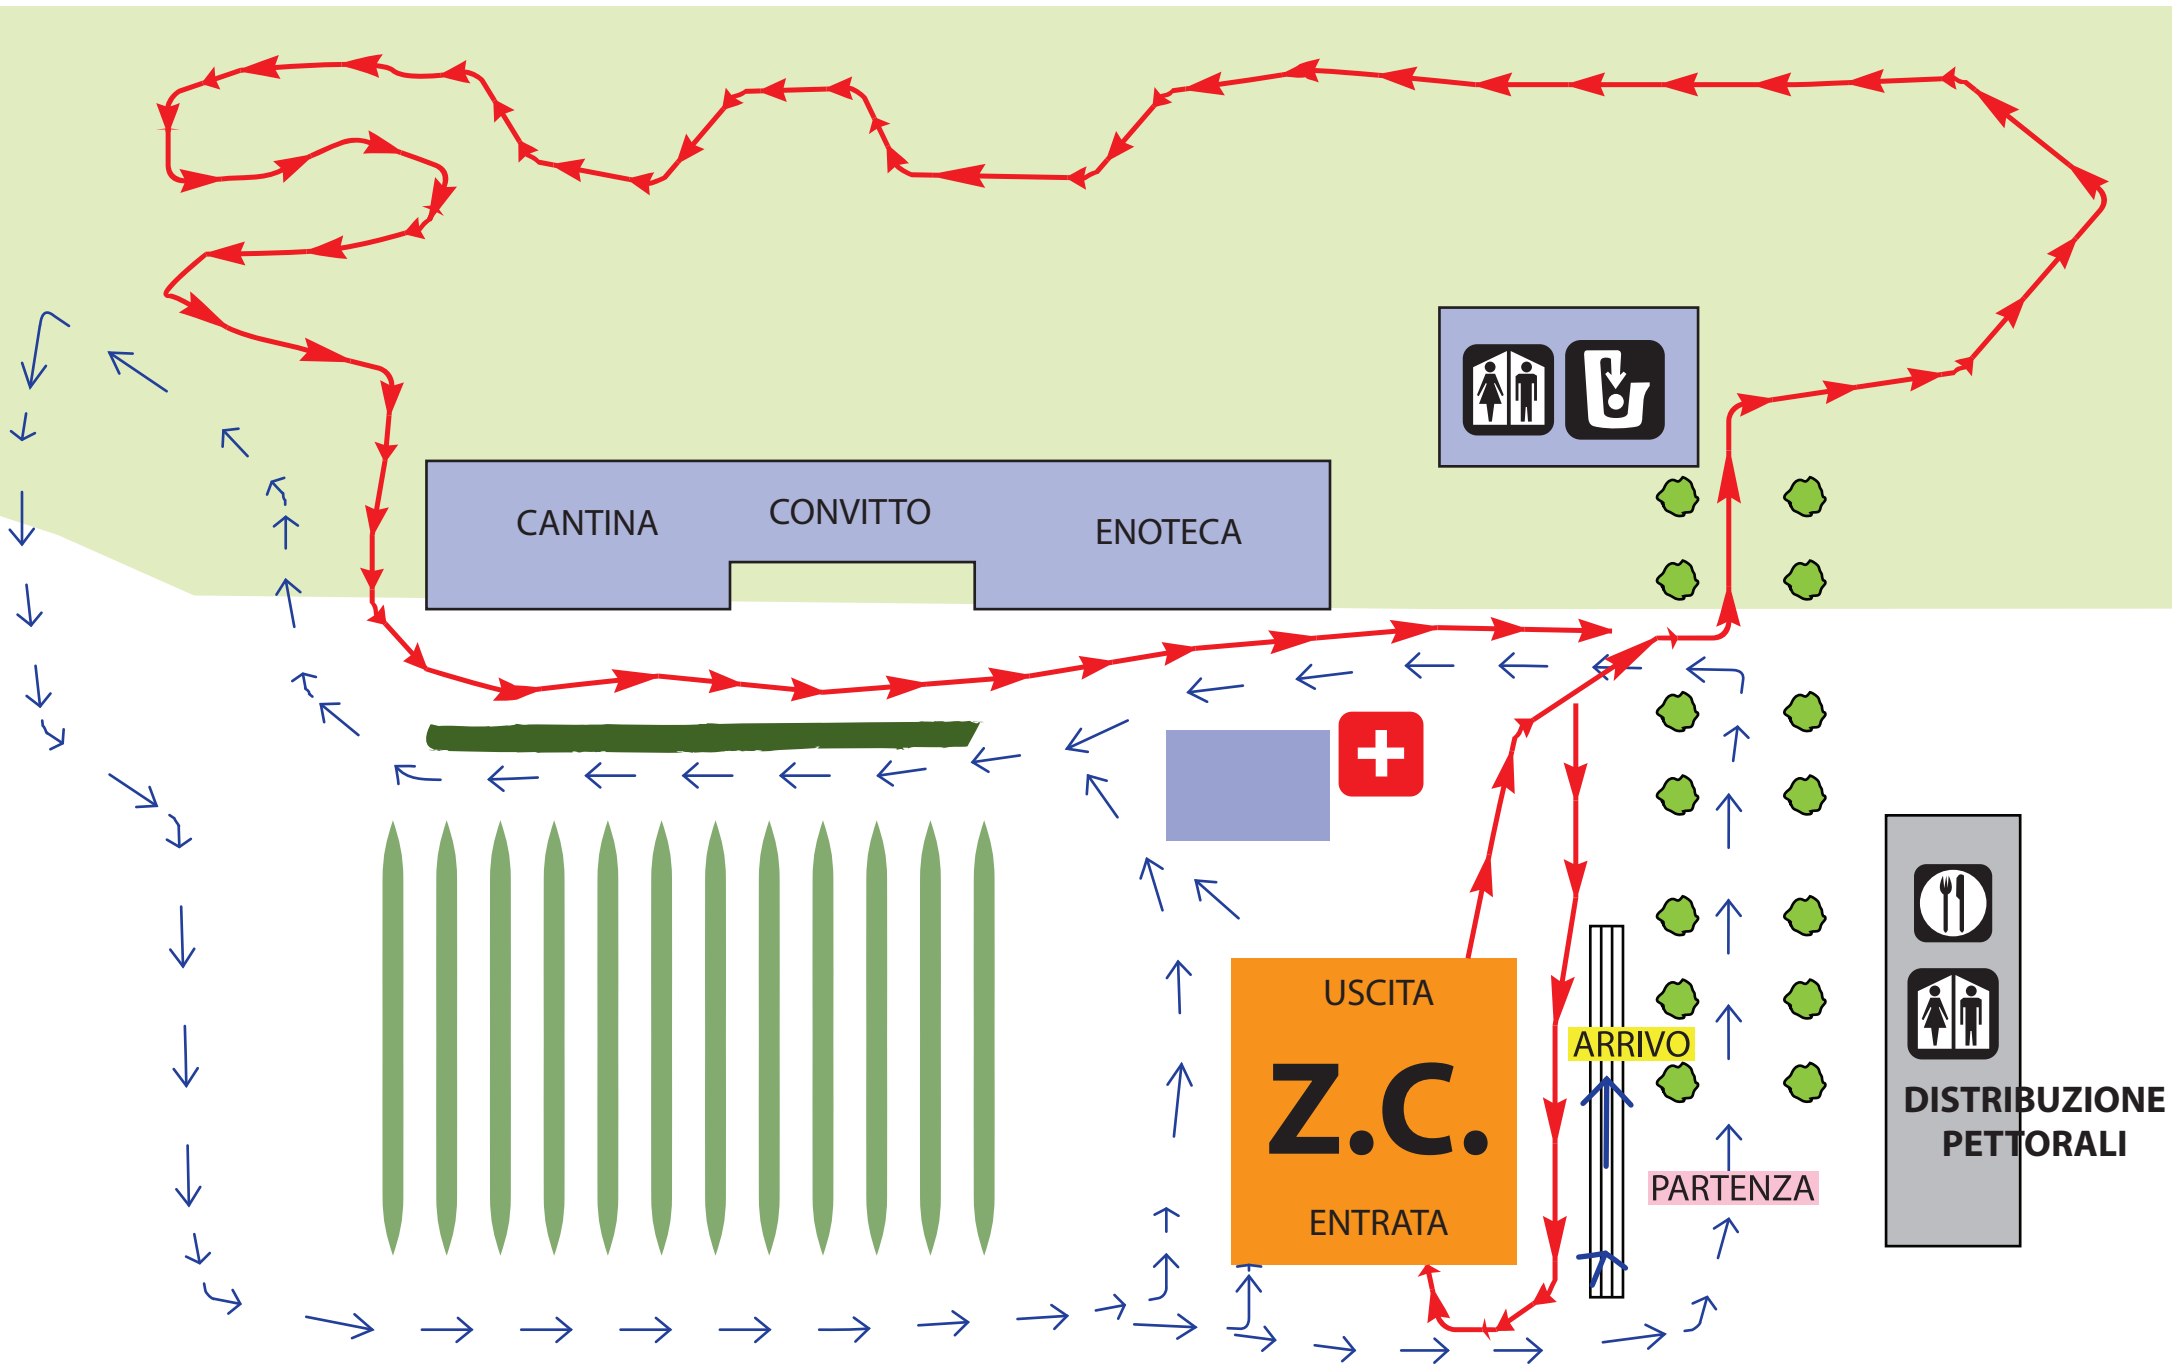 CANTINA
CONVITTO
ENOTECA
USCITA
Z.C.
ENTRATA
ARRIVO
PARTENZA
DISTRIBUZIONE
PETTORALI